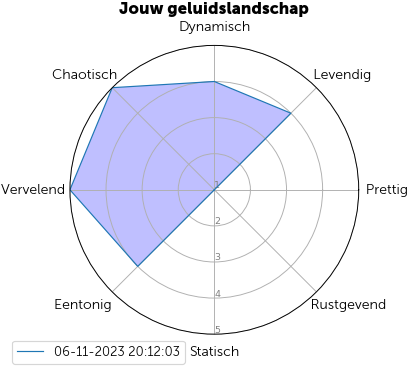 Jouw geluidslandschap
Dynamisch
Chaotisch
Levendig
Vervelend
1
Prettig
2
3
Eentonig
4
Rustgevend
5
06-11-2023 20:12:03
Statisch